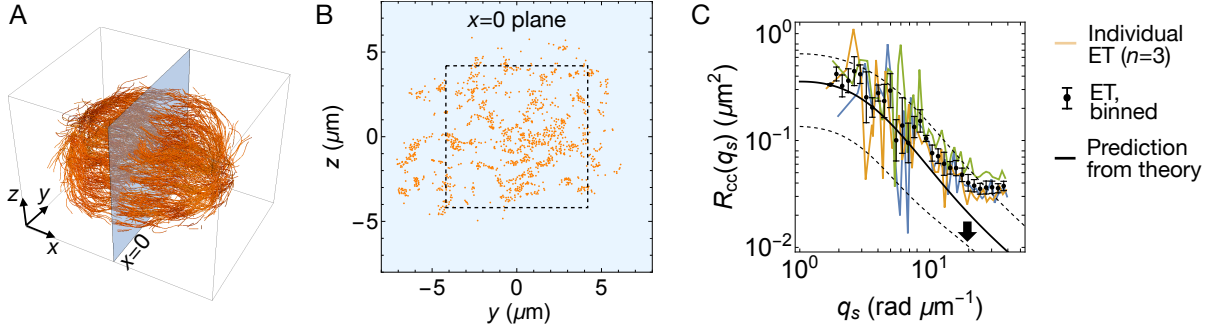 A
z
y
x
x=0
B
x=0 plane
z (μm)
5
0
−5
−5
0
5
y (μm)
C
R_cc(q_s) (μm²)
10⁰
10⁻¹
10⁻²
10⁰
10¹
q_s (rad μm⁻¹)
Individual
ET (n=3)
ET,
binned
Prediction
from theory